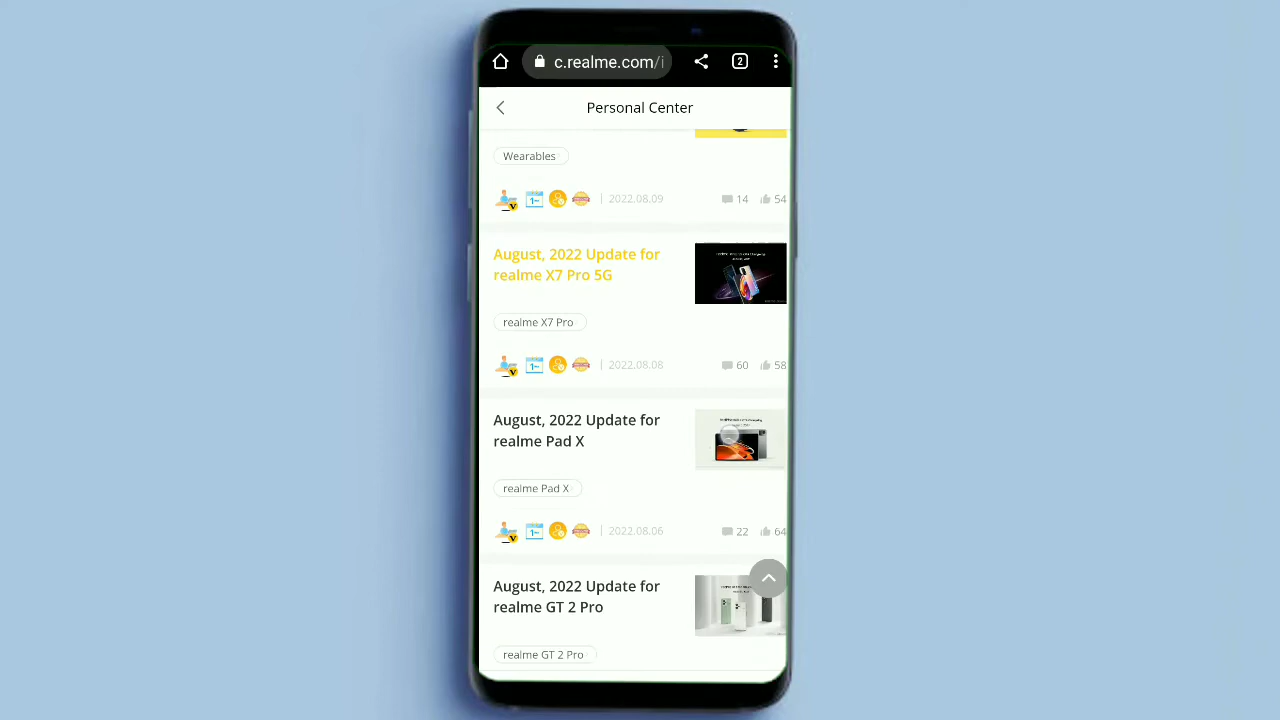 c.realme.com/i
2
Personal Center
Wearables
2022.08.09
14
54
August, 2022 Update for
realme X7 Pro 5G
realme X7 Pro
2022.08.08
60
58
August, 2022 Update for
realme Pad X
realme Pad X
2022.08.06
22
64
August, 2022 Update for
realme GT 2 Pro
realme GT 2 Pro